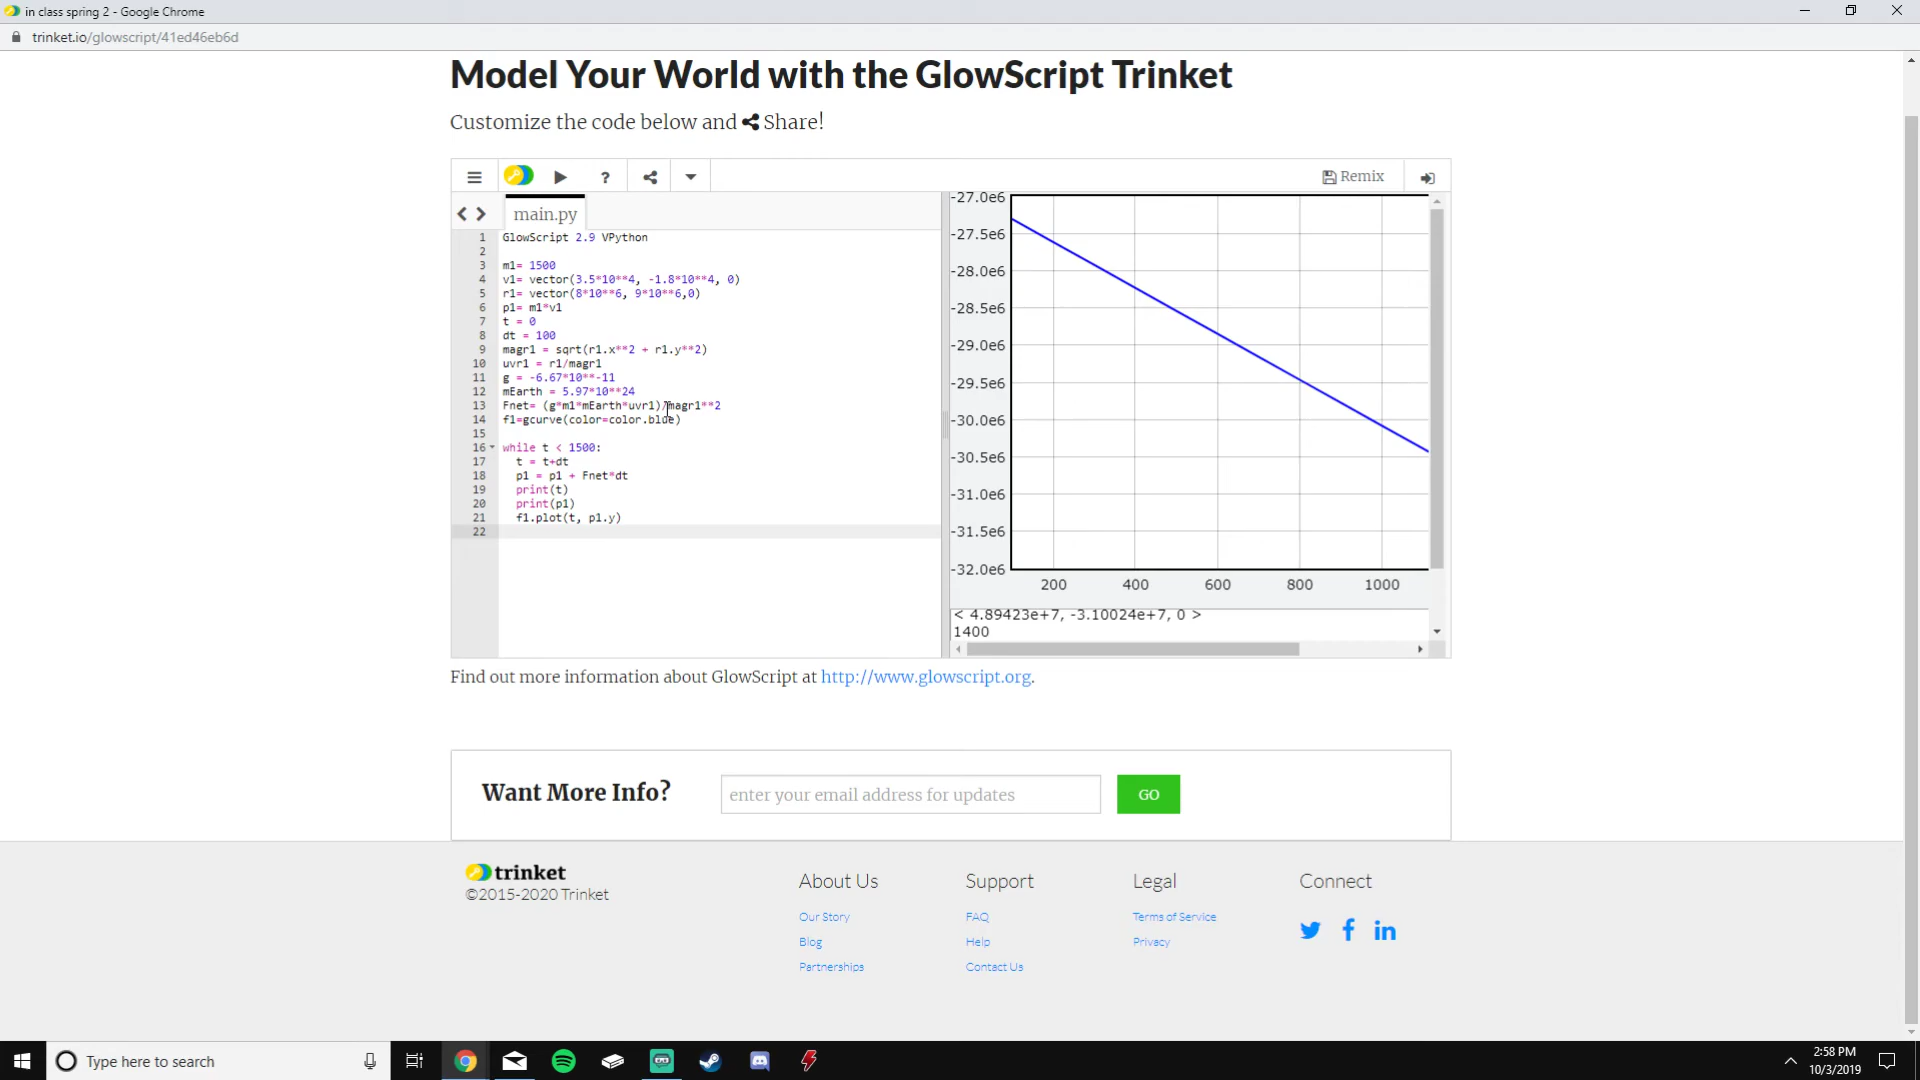 in class spring 2 - Google Chrome
trinket.io/glowscript/41ed46eb6d
Model Your World with the GlowScript Trinket
Customize the code below and Share!
?
Remix
main.py
1 GlowScript 2.9 VPython
2
3 m1= 1500
4 v1= vector(3.5*10**4, -1.8*10**4, 0)
5 r1= vector(8*10**6, 9*10**6,0)
6 p1= m1*v1
7 t = 0
8 dt = 100
9 magr1 = sqrt(r1.x**2 + r1.y**2)
10 uvr1 = r1/magr1
11 g = -6.67*10**-11
12 mEarth = 5.97*10**24
13 Fnet= (g*m1*mEarth*uvr1)/magr1**2
14 f1=gcurve(color=color.blue)
15
16 while t < 1500:
17 t = t+dt
18 p1 = p1 + Fnet*dt
19 print(t)
20 print(p1)
21 f1.plot(t, p1.y)
22
-27.0e6
-27.5e6
-28.0e6
-28.5e6
-29.0e6
-29.5e6
-30.0e6
-30.5e6
-31.0e6
-31.5e6
-32.0e6
200 400 600 800 1000
< 4.89423e+7, -3.10024e+7, 0 >
1400
Find out more information about GlowScript at http://www.glowscript.org.
Want More Info?
enter your email address for updates
GO
trinket
©2015-2020 Trinket
About Us
Our Story
Blog
Partnerships
Support
FAQ
Help
Contact Us
Legal
Terms of Service
Privacy
Connect
Type here to search
2:58 PM
10/3/2019